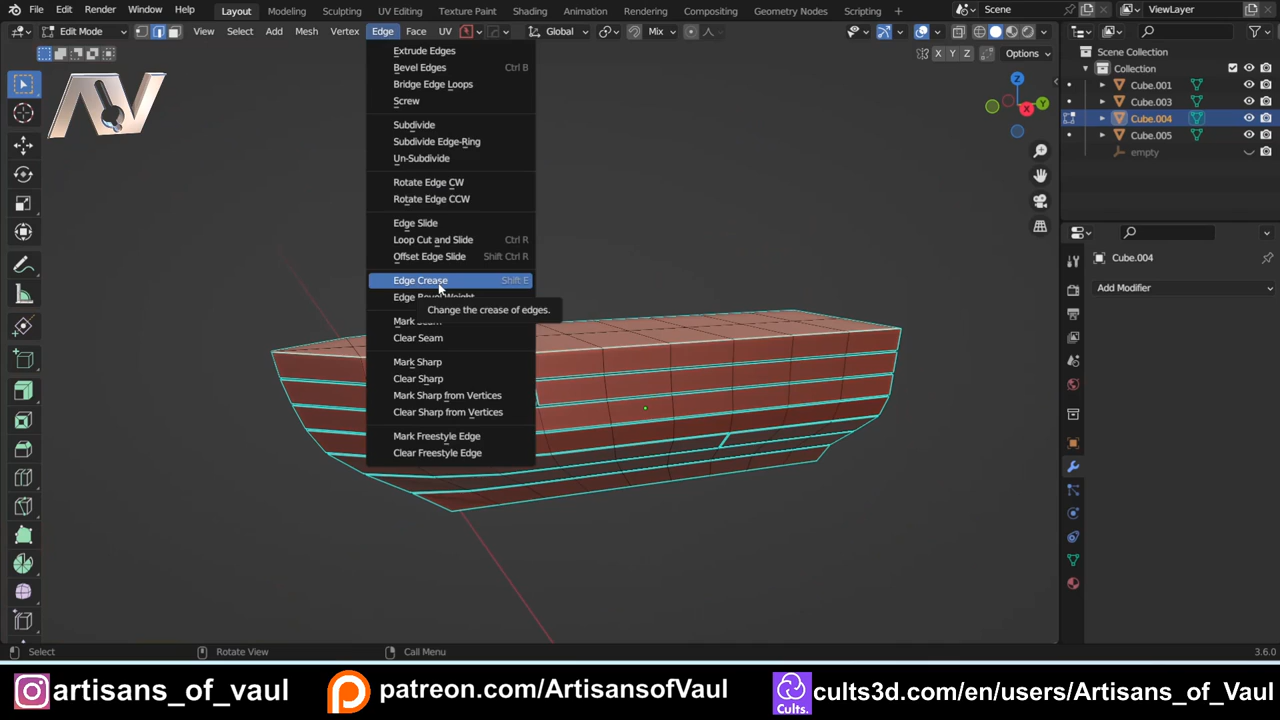 File Edit Render Window Help Layout Modeling Sculpting UV Editing Texture Paint Shading Animation Rendering Compositing Geometry Nodes Scripting + Scene ViewLayer
Edit Mode View Select Add Mesh Vertex Edge Face UV Global Mix
X Y Z Options
AV
Extrude Edges
Bevel Edges Ctrl B
Bridge Edge Loops
Screw
Subdivide
Subdivide Edge-Ring
Un-Subdivide
Rotate Edge CW
Rotate Edge CCW
Edge Slide
Loop Cut and Slide Ctrl R
Offset Edge Slide Shift Ctrl R
Edge Crease Shift E
Edge Bevel Weight
Change the crease of edges.
Mark Seam
Clear Seam
Mark Sharp
Clear Sharp
Mark Sharp from Vertices
Clear Sharp from Vertices
Mark Freestyle Edge
Clear Freestyle Edge
Z
Y
X
Scene Collection
Collection
Cube.001
Cube.003
Cube.004
Cube.005
empty
Cube.004
Add Modifier
Select Rotate View Call Menu 3.6.0
artisans_of_vaul patreon.com/ArtisansofVaul Cults. cults3d.com/en/users/Artisans_of_Vaul